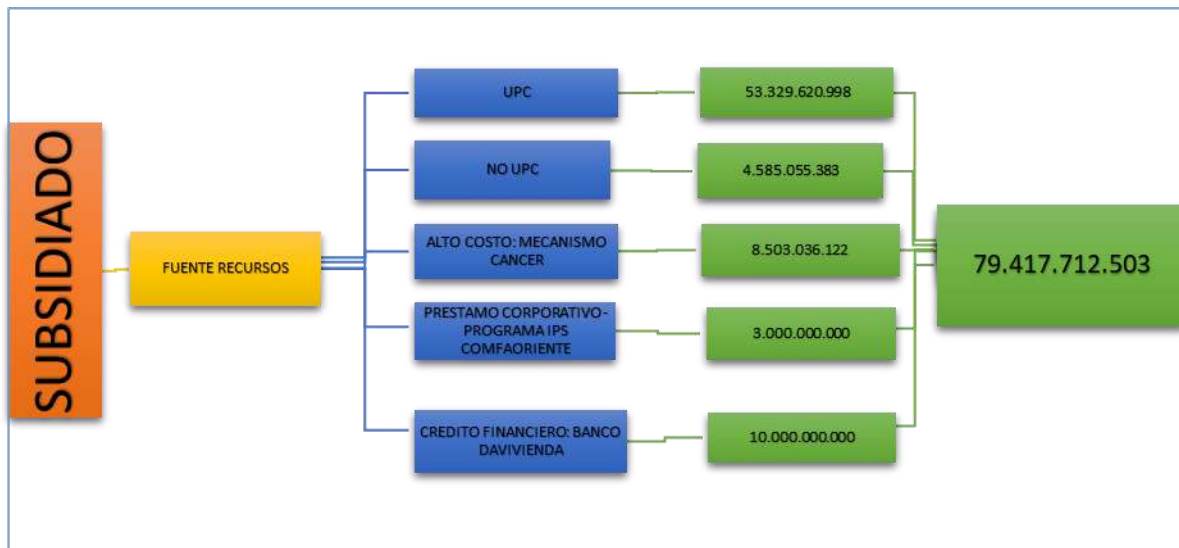 SUBSIDIADO
FUENTE RECURSOS
UPC
53.329.620.998
NO UPC
4.585.055.383
ALTO COSTO: MECANISMO
CANCER
8.503.036.122
PRESTAMO CORPORATIVO-
PROGRAMA IPS
COMFAORIENTE
3.000.000.000
CREDITO FINANCIERO: BANCO
DAVIVIENDA
10.000.000.000
79.417.712.503